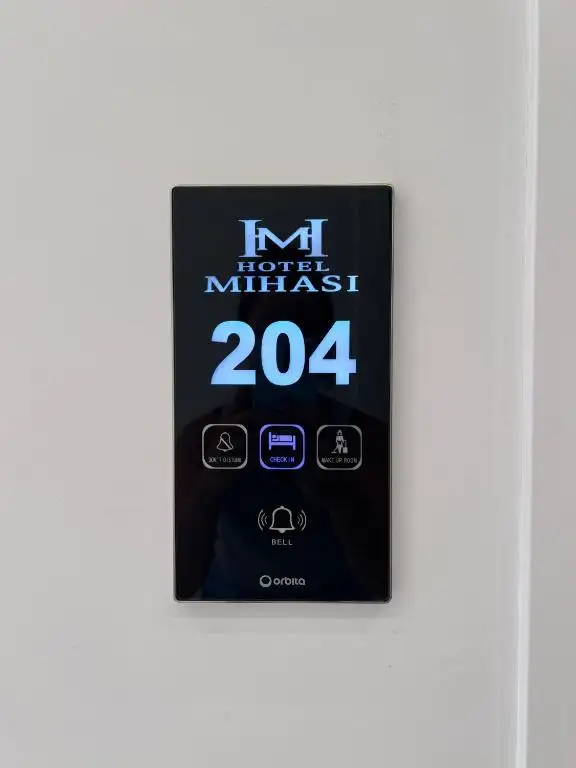 HM
HOTEL
MIHASI
204
DON'T DISTURB
CHECK IN
MAKE UP ROOM
BELL
orbita